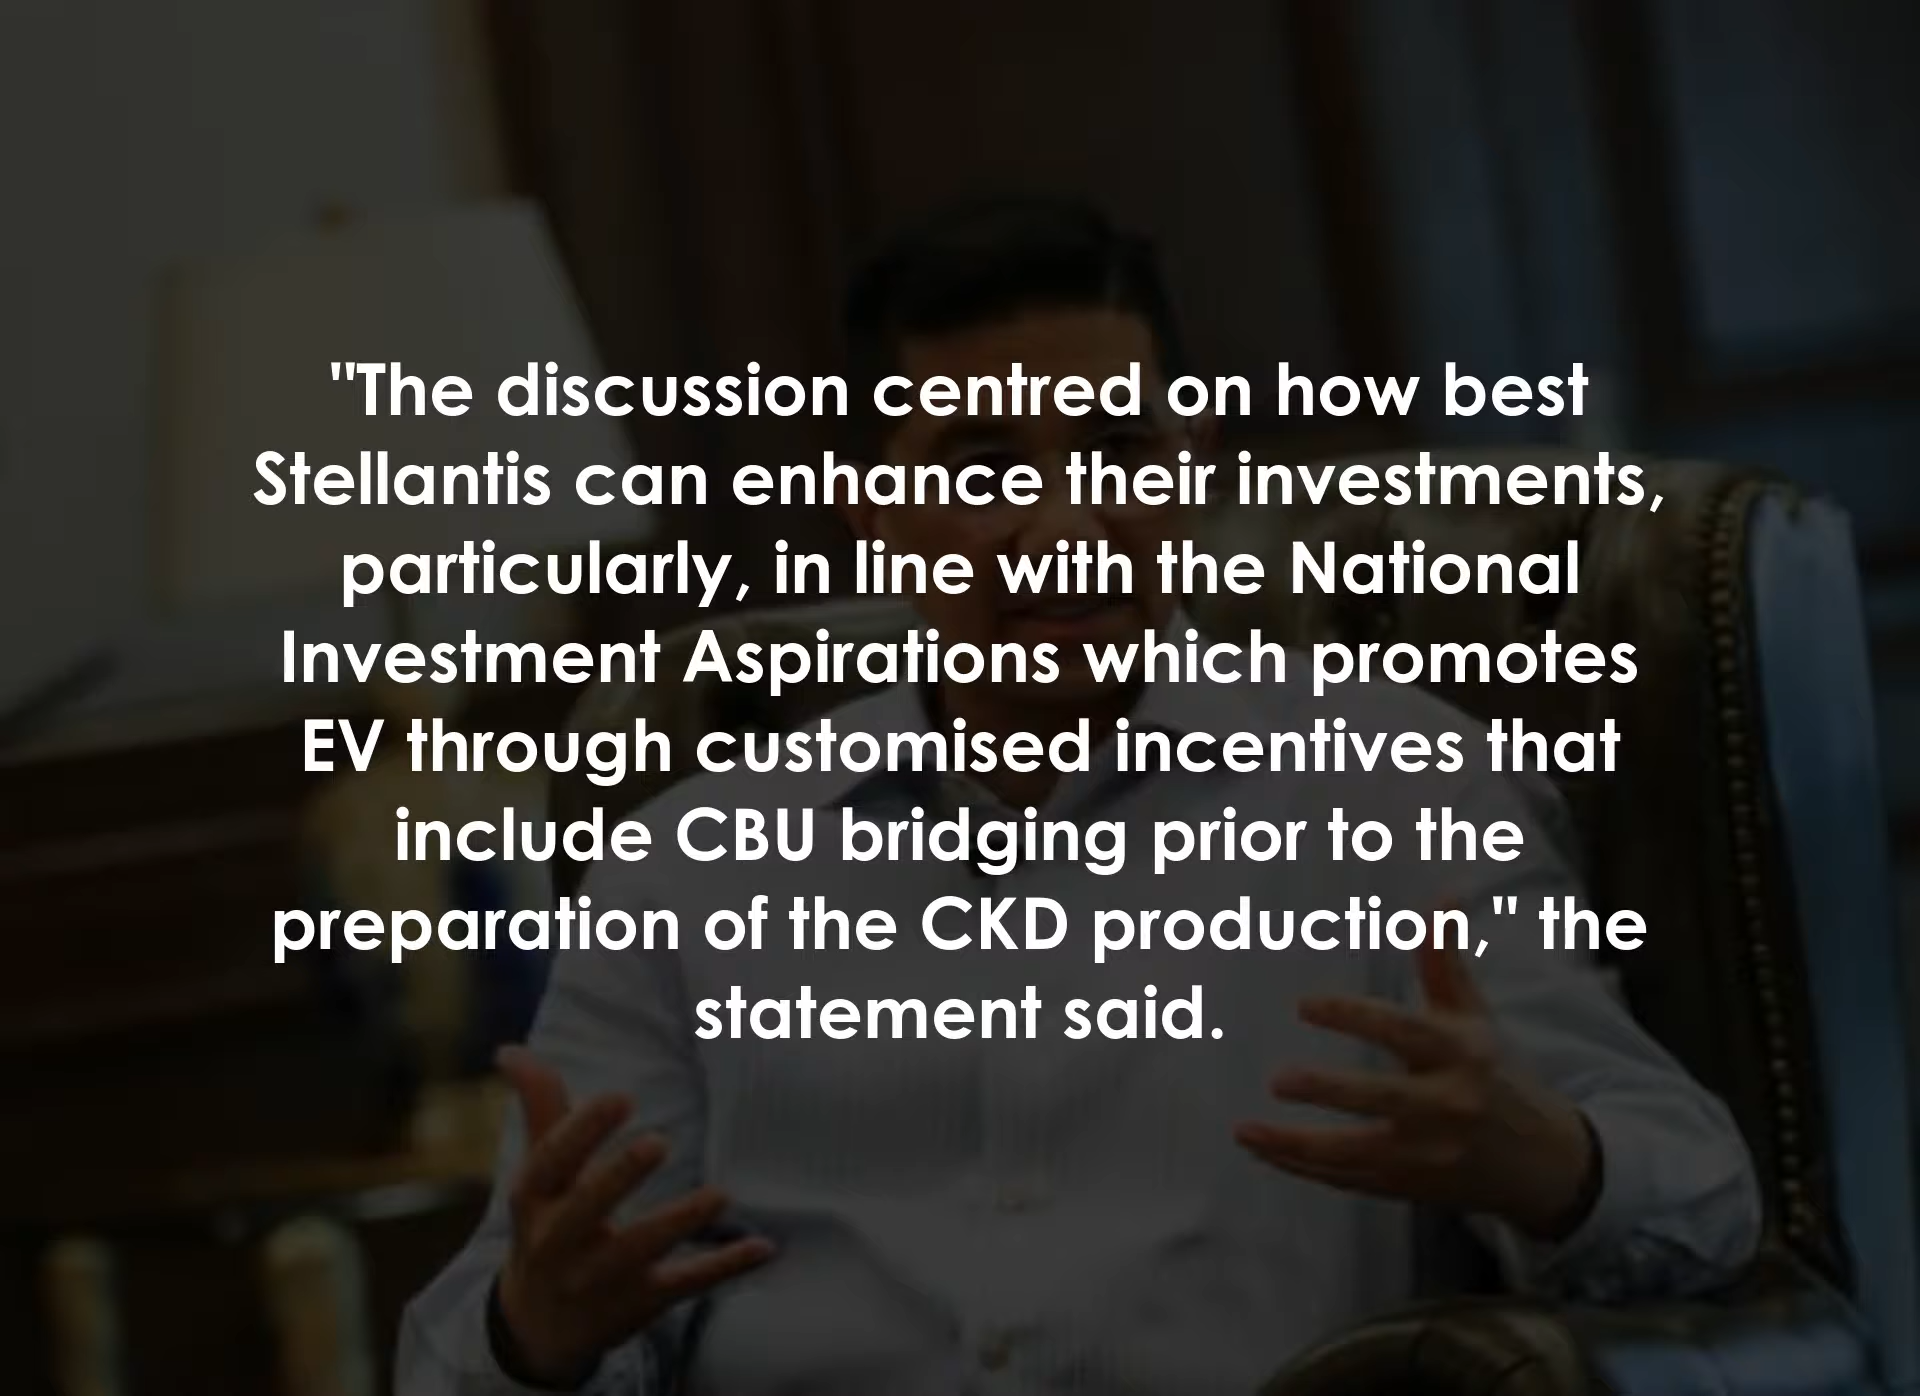 "The discussion centred on how best
Stellantis can enhance their investments,
particularly, in line with the National
Investment Aspirations which promotes
EV through customised incentives that
include CBU bridging prior to the
preparation of the CKD production," the
statement said.